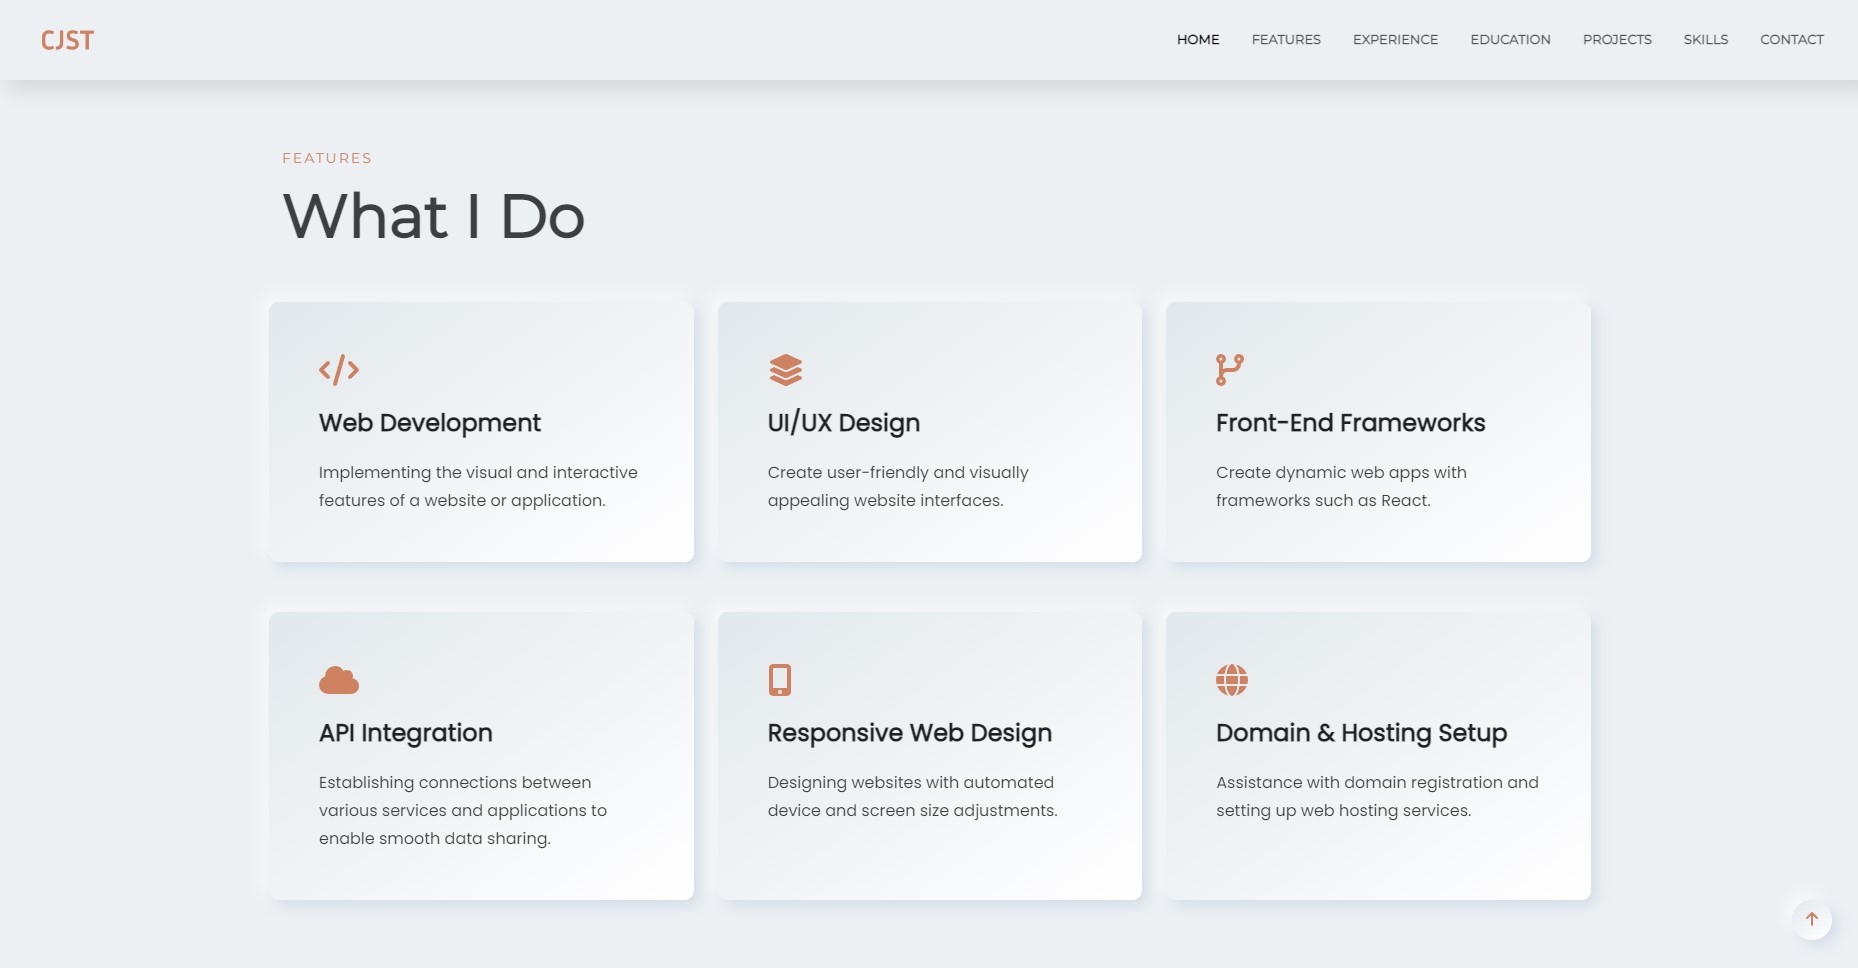 CJST
HOME FEATURES EXPERIENCE EDUCATION PROJECTS SKILLS CONTACT
FEATURES
What I Do
Web Development
Implementing the visual and interactive
features of a website or application.
UI/UX Design
Create user-friendly and visually
appealing website interfaces.
Front-End Frameworks
Create dynamic web apps with
frameworks such as React.
API Integration
Establishing connections between
various services and applications to
enable smooth data sharing.
Responsive Web Design
Designing websites with automated
device and screen size adjustments.
Domain & Hosting Setup
Assistance with domain registration and
setting up web hosting services.